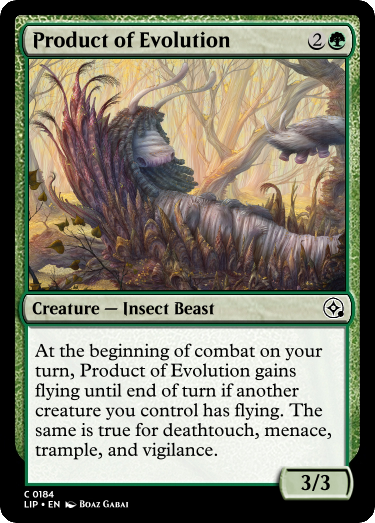 Product of Evolution 2
Creature — Insect Beast
At the beginning of combat on your
turn, Product of Evolution gains
flying until end of turn if another
creature you control has flying. The
same is true for deathtouch, menace,
trample, and vigilance.
3/3
C 0184
LIP • EN Boaz Gabai